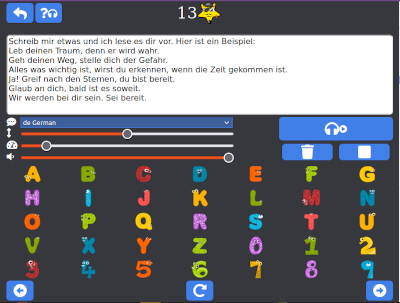 13
Schreib mir etwas und ich lese es dir vor. Hier ist ein Beispiel:
Leb deinen Traum, denn er wird wahr.
Geh deinen Weg, stelle dich der Gefahr.
Alles was wichtig ist, wirst du erkennen, wenn die Zeit gekommen ist.
Ja! Greif nach den Sternen, du bist bereit.
Glaub an dich, bald ist es soweit.
Wir werden bei dir sein. Sei bereit.
de German
A B C D E F G
H I J K L M N
O P Q R S T U
V X Y Z 0 1 2
3 4 5 6 7 8 9